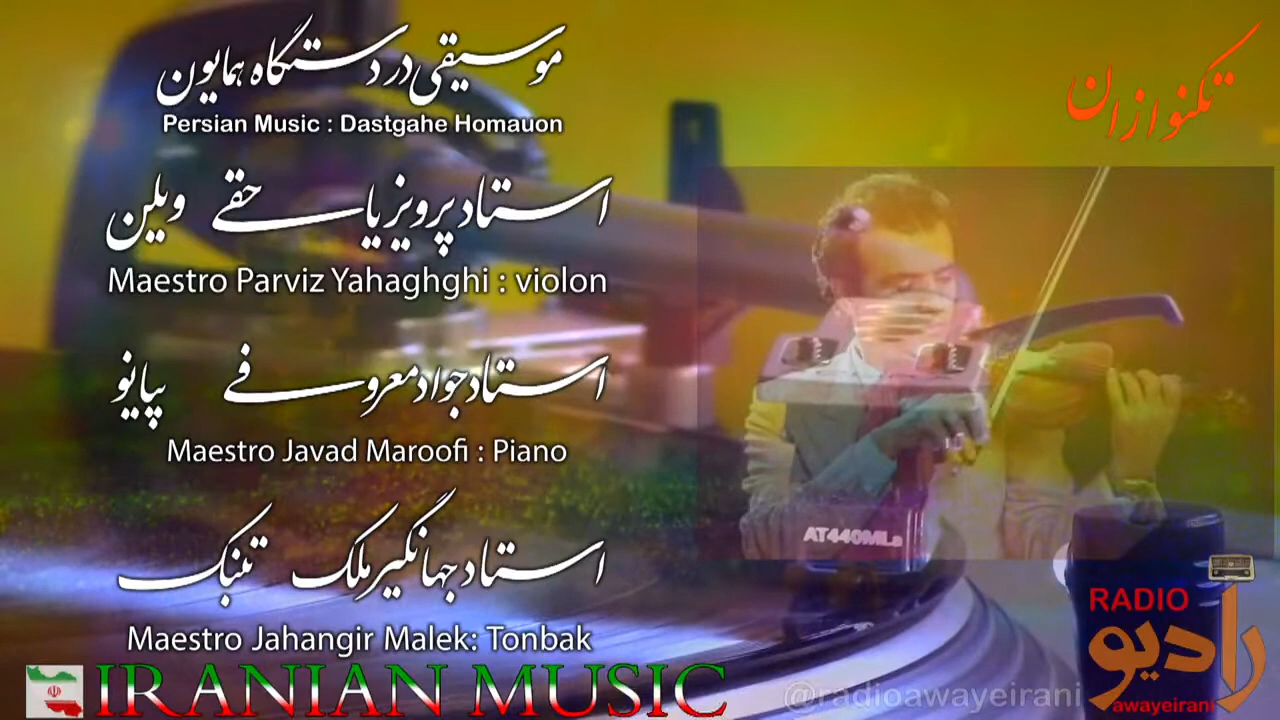 موسیقی در دستگاه همایون
Persian Music : Dastgahe Homauon
تکنوازان
استاد پرویز یاحقی ویلن
Maestro Parviz Yahaghghi : violon
استاد جواد معروفی پیانو
Maestro Javad Maroofi : Piano
AT440MLa
استاد جهانگیر ملک تنبک
Maestro Jahangir Malek: Tonbak
IRANIAN MUSIC
@radioawayeirani
RADIO
رادیو
awayeirani